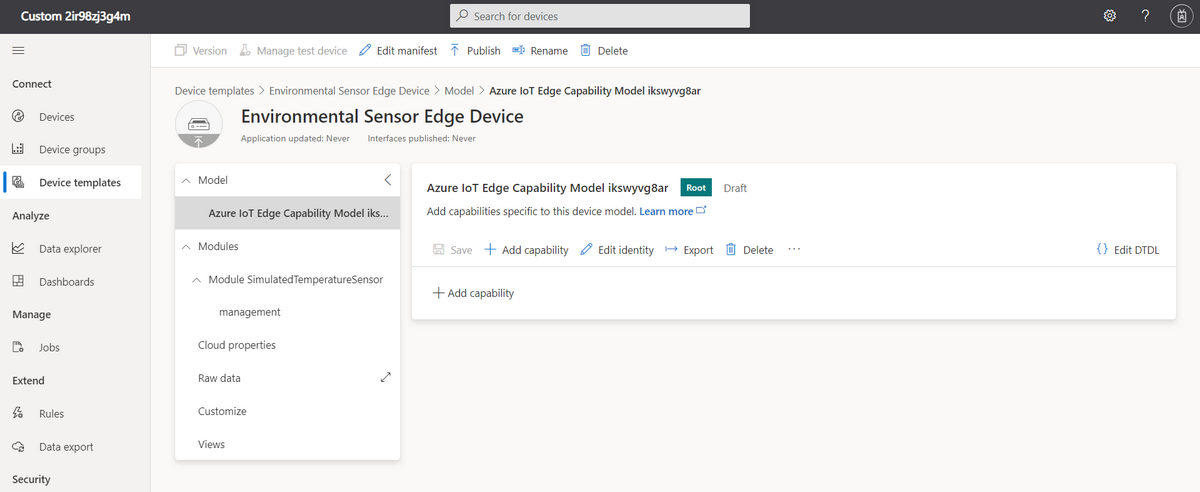 Custom 2ir98zj3g4m
Search for devices
?
Version Manage test device Edit manifest Publish Rename Delete
Connect
Devices
Device groups
Device templates
Analyze
Data explorer
Dashboards
Manage
Jobs
Extend
Rules
Data export
Security
Device templates > Environmental Sensor Edge Device > Model > Azure IoT Edge Capability Model ikswyvg8ar
Environmental Sensor Edge Device
Application updated: Never Interfaces published: Never
Model
Azure IoT Edge Capability Model iks...
Modules
Module SimulatedTemperatureSensor
management
Cloud properties
Raw data
Customize
Views
Azure IoT Edge Capability Model ikswyvg8ar Root Draft
Add capabilities specific to this device model. Learn more
Save + Add capability Edit identity Export Delete ... {} Edit DTDL
+ Add capability